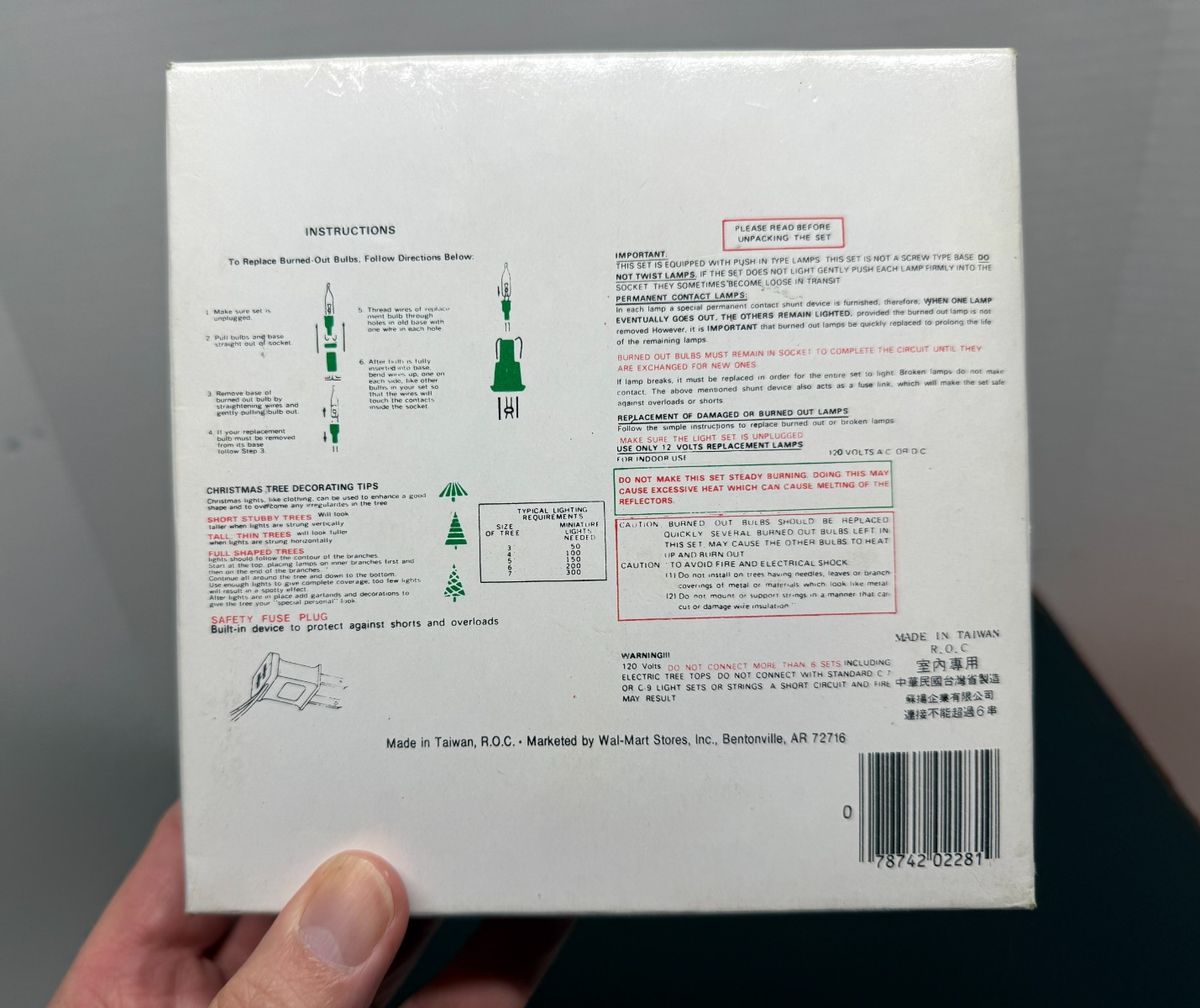 INSTRUCTIONS
To Replace Burned-Out Bulbs, Follow Directions Below:
1. Make sure set is
unplugged.
2. Pull bulbs and base
straight out of socket
3. Remove base of
burned out bulb by
straightening wires and
gently pulling bulb out.
4. If your replacement
bulb must be removed
from its base
follow Step 3.
5. Thread wires of replace
ment bulb through
holes in old base with
one wire in each hole
6. After bulb is fully
inserted into base,
bend wires up, one on
each side, like other
bulbs in your set so
that the wires will
touch the contacts
inside the socket.
CHRISTMAS TREE DECORATING TIPS
Christmas lights, like clothing, can be used to enhance a good
shape and to overcome any irregularities in the tree
SHORT STUBBY TREES Will look
taller when lights are strung vertically
TALL, THIN TREES will look fuller
when lights are strung horizontally
FULL SHAPED TREES
lights should follow the contour of the branches
Start at the top, placing lamps on inner branches first and
then on the end of the branches
Continue all around the tree and down to the bottom.
Use enough lights to give complete coverage, too few lights
will result in a spotty effect
After lights are in place add garlands and decorations to
give the tree your "special personal" look.
TYPICAL LIGHTING
REQUIREMENTS
SIZE OF TREE MINIATURE LIGHTS NEEDED
3 50
4 100
5 150
6 200
7 300
SAFETY FUSE PLUG
Built-in device to protect against shorts and overloads
PLEASE READ BEFORE
UNPACKING THE SET
IMPORTANT
THIS SET IS EQUIPPED WITH PUSH IN TYPE LAMPS THIS SET IS NOT A SCREW TYPE BASE DO
NOT TWIST LAMPS. IF THE SET DOES NOT LIGHT GENTLY PUSH EACH LAMP FIRMLY INTO THE
SOCKET THEY SOMETIMES BECOME LOOSE IN TRANSIT
PERMANENT CONTACT LAMPS:
In each lamp a special permanent contact shunt device is furnished, therefore, WHEN ONE LAMP
EVENTUALLY GOES OUT, THE OTHERS REMAIN LIGHTED, provided the burned out lamp is not
removed However, it is IMPORTANT that burned out lamps be quickly replaced to prolong the life
of the remaining lamps.
BURNED OUT BULBS MUST REMAIN IN SOCKET TO COMPLETE THE CIRCUIT UNTIL THEY
ARE EXCHANGED FOR NEW ONES
If lamp breaks, it must be replaced in order for the entire set to light. Broken lamps do not make
contact. The above mentioned shunt device also acts as a fuse link, which will make the set safe
against overloads or shorts
REPLACEMENT OF DAMAGED OR BURNED OUT LAMPS
Follow the simple instructions to replace burned out or broken lamps
MAKE SURE THE LIGHT SET IS UNPLUGGED
USE ONLY 12 VOLTS REPLACEMENT LAMPS
FOR INDOOR USE 120 VOLTS A C OR D C
DO NOT MAKE THIS SET STEADY BURNING. DOING THIS MAY
CAUSE EXCESSIVE HEAT WHICH CAN CAUSE MELTING OF THE
REFLECTORS.
CAUTION BURNED OUT BULBS SHOULD BE REPLACED
QUICKLY SEVERAL BURNED OUT BULBS LEFT IN
THIS SET MAY CAUSE THE OTHER BULBS TO HEAT
UP AND BURN OUT
CAUTION "TO AVOID FIRE AND ELECTRICAL SHOCK:
(1) Do not install on trees having needles, leaves or branch
coverings of metal or materials which look like metal
(2) Do not mount or support strings in a manner that can
cut or damage wire insulation"
WARNING!!!
120 Volts DO NOT CONNECT MORE THAN 6 SETS INCLUDING
ELECTRIC TREE TOPS DO NOT CONNECT WITH STANDARD C 7
OR C-9 LIGHT SETS OR STRINGS A SHORT CIRCUIT AND FIRE
MAY RESULT
MADE IN TAIWAN
R.O.C
室內專用
中華民國台灣省製造
蘇揚企業有限公司
連接不能超過6串
Made in Taiwan, R.O.C. • Marketed by Wal-Mart Stores, Inc., Bentonville, AR 72716
0 78742 02281